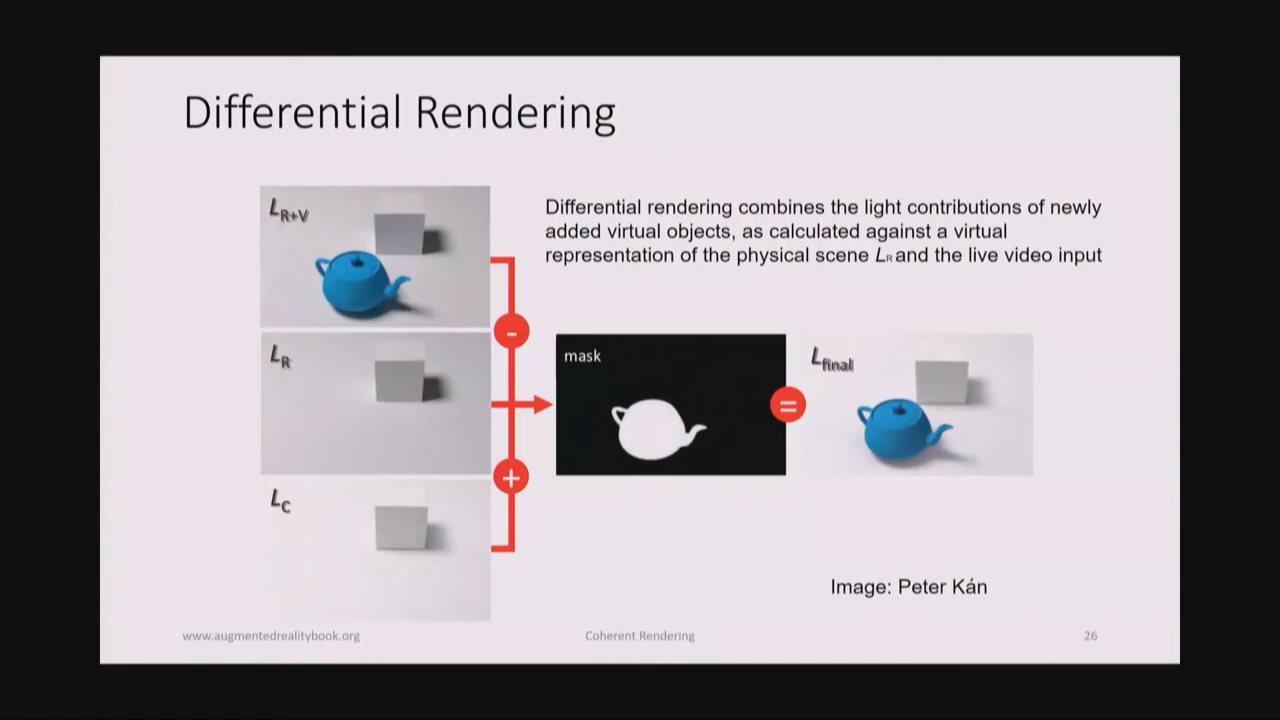 Differential Rendering
L R+V
Differential rendering combines the light contributions of newly
added virtual objects, as calculated against a virtual
representation of the physical scene LR and the live video input
-
LR
mask
Lfinal
=
+
LC
Image: Peter Kán
www.augmentedrealitybook.org
Coherent Rendering
26